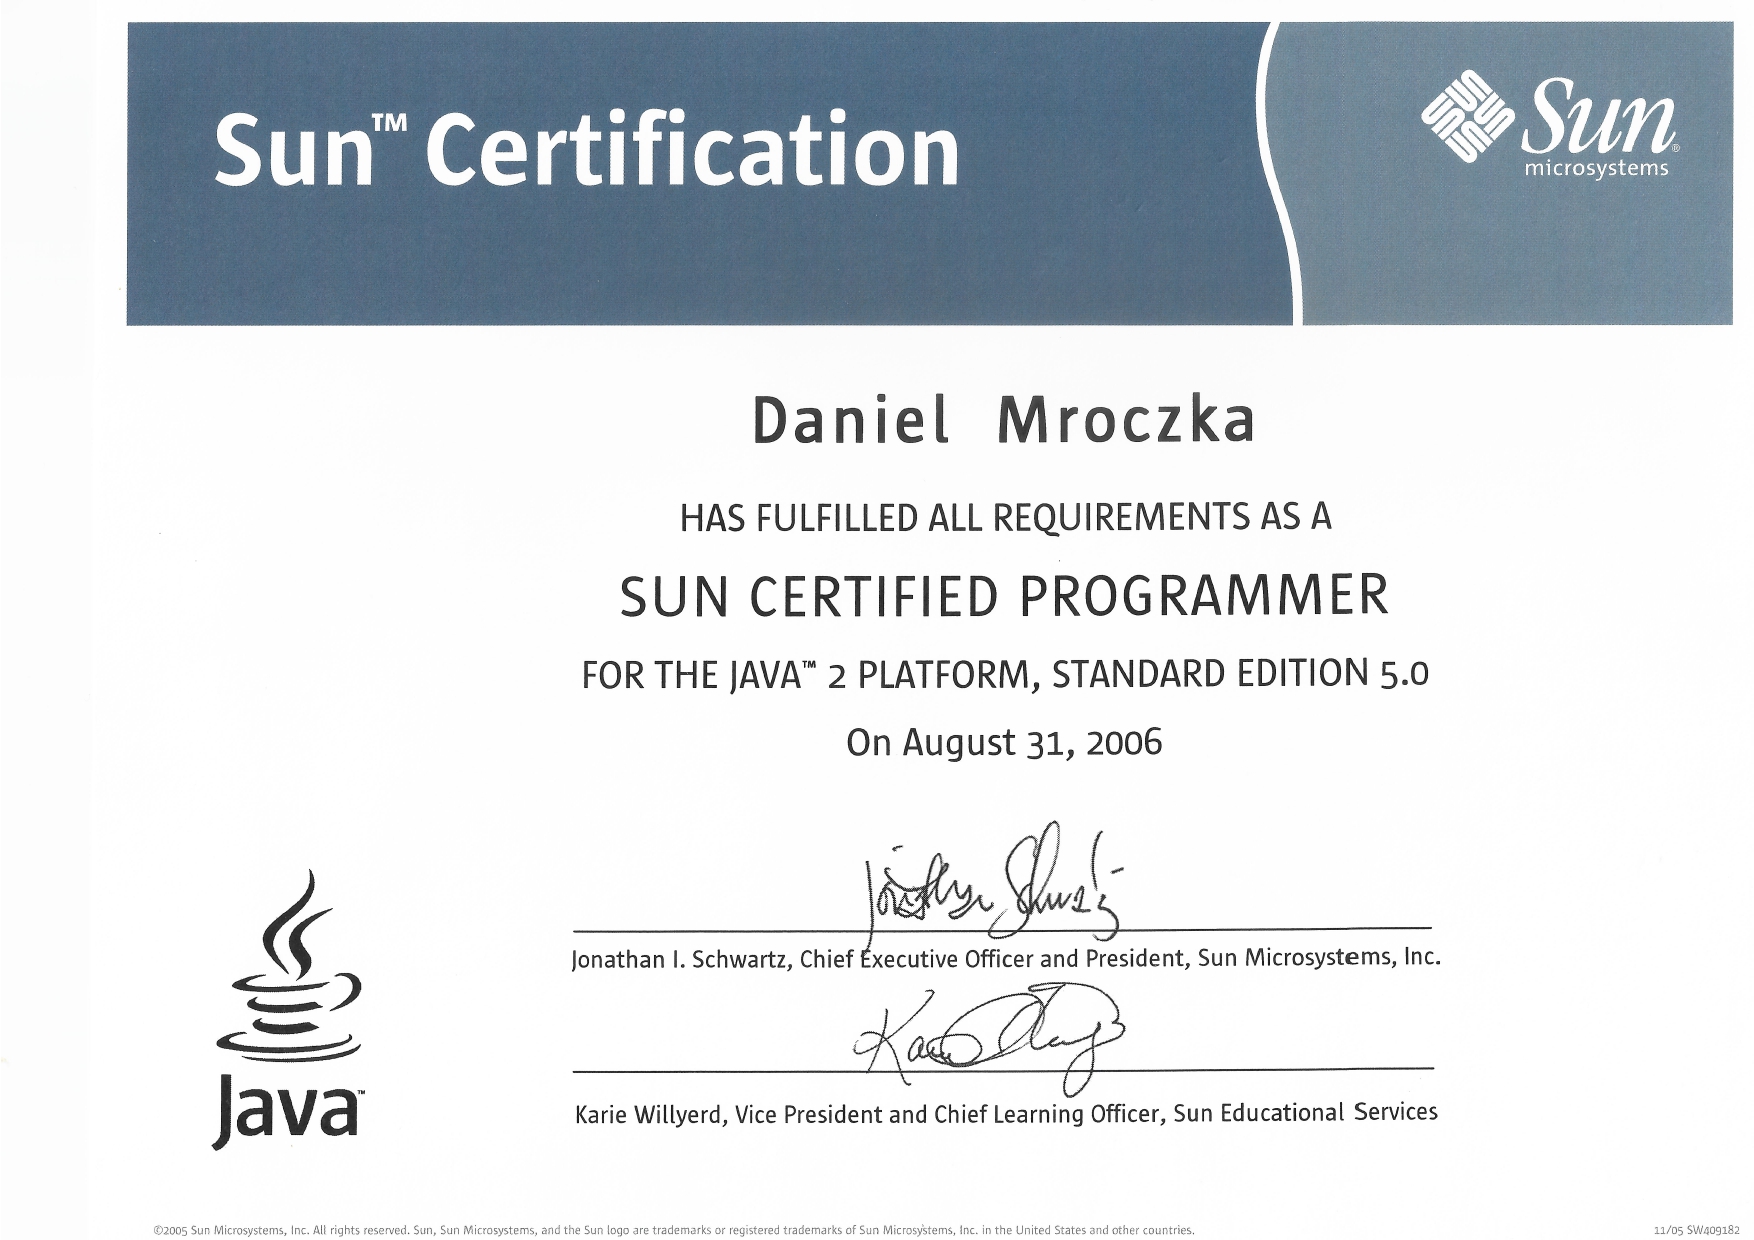 Sun™ Certification
Sun®
microsystems
Daniel Mroczka
HAS FULFILLED ALL REQUIREMENTS AS A
SUN CERTIFIED PROGRAMMER
FOR THE JAVA™ 2 PLATFORM, STANDARD EDITION 5.0
On August 31, 2006
Jonathan I. Schwartz, Chief Executive Officer and President, Sun Microsystems, Inc.
Karie Willyerd, Vice President and Chief Learning Officer, Sun Educational Services
Java™
©2005 Sun Microsystems, Inc. All rights reserved. Sun, Sun Microsystems, and the Sun logo are trademarks or registered trademarks of Sun Microsystems, Inc. in the United States and other countries.
11/05 SW409182